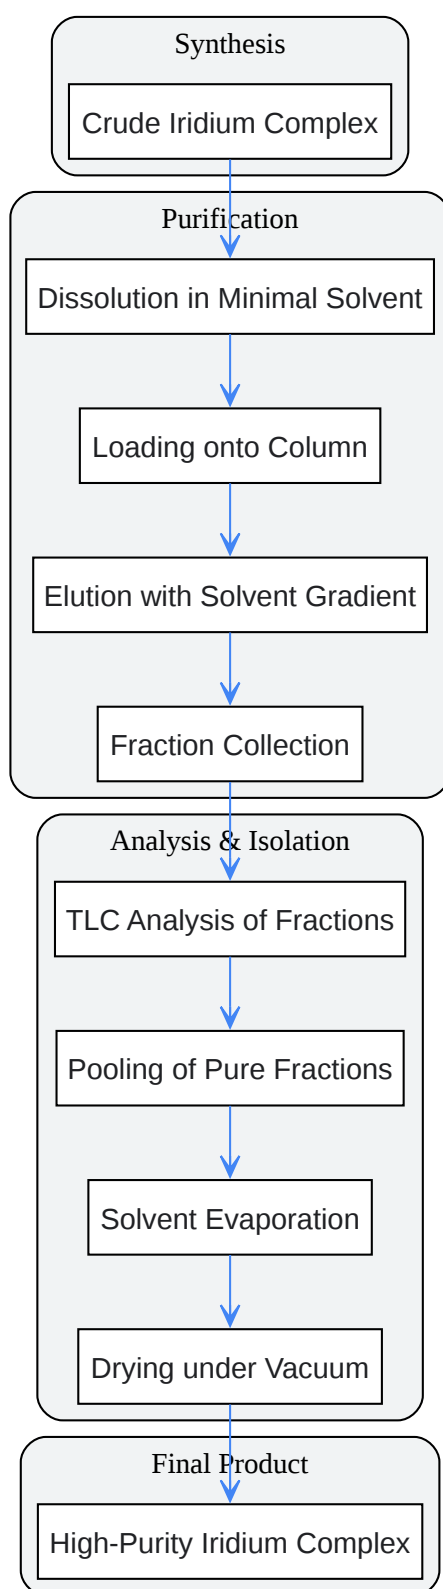 Synthesis
Crude Iridium Complex
Purification
Dissolution in Minimal Solvent
Loading onto Column
Elution with Solvent Gradient
Fraction Collection
Analysis & Isolation
TLC Analysis of Fractions
Pooling of Pure Fractions
Solvent Evaporation
Drying under Vacuum
Final Product
High-Purity Iridium Complex